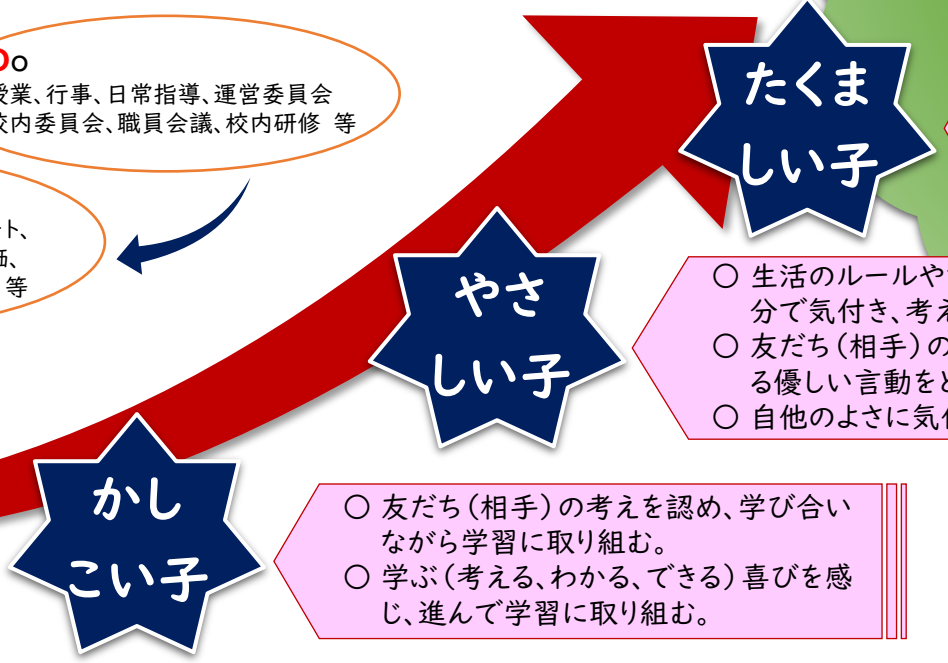 Do
授業、行事、日常指導、運営委員会
校内委員会、職員会議、校内研修 等
ト、
価、
等
たくま
しい子
やさ
しい子
○ 生活のルールや
分で気付き、考え
○ 友だち（相手）の
る優しい言動を
○ 自他のよさに気付
かし
こい子
○ 友だち（相手）の考えを認め、学び合い
ながら学習に取り組む。
○ 学ぶ（考える、わかる、できる）喜びを感
じ、進んで学習に取り組む。